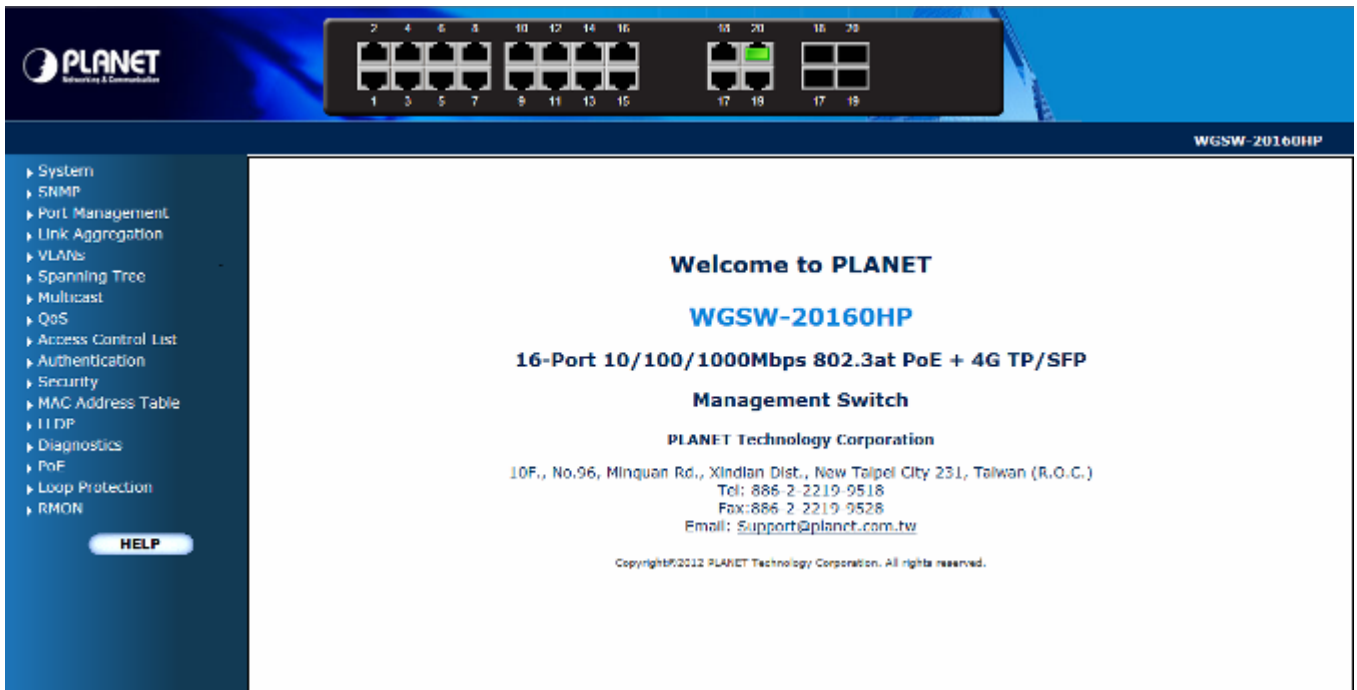 2 4 6 8 10 12 14 16 18 20 18 20
PLANET
Networking & Communication
1 3 5 7 9 11 13 15 17 19 17 19
WGSW-20160HP
System
SNMP
Port Management
Link Aggregation
VLANs
Spanning Tree
Multicast
QoS
Access Control List
Authentication
Security
MAC Address Table
LLDP
Diagnostics
PoE
Loop Protection
RMON
HELP
Welcome to PLANET
WGSW-20160HP
16-Port 10/100/1000Mbps 802.3at PoE + 4G TP/SFP
Management Switch
PLANET Technology Corporation
10F., No.96, Minquan Rd., Xindian Dist., New Taipei City 231, Taiwan (R.O.C.)
Tel: 886-2-2219-9518
Fax:886-2-2219-9528
Email: Support@planet.com.tw
Copyright©2012 PLANET Technology Corporation. All rights reserved.